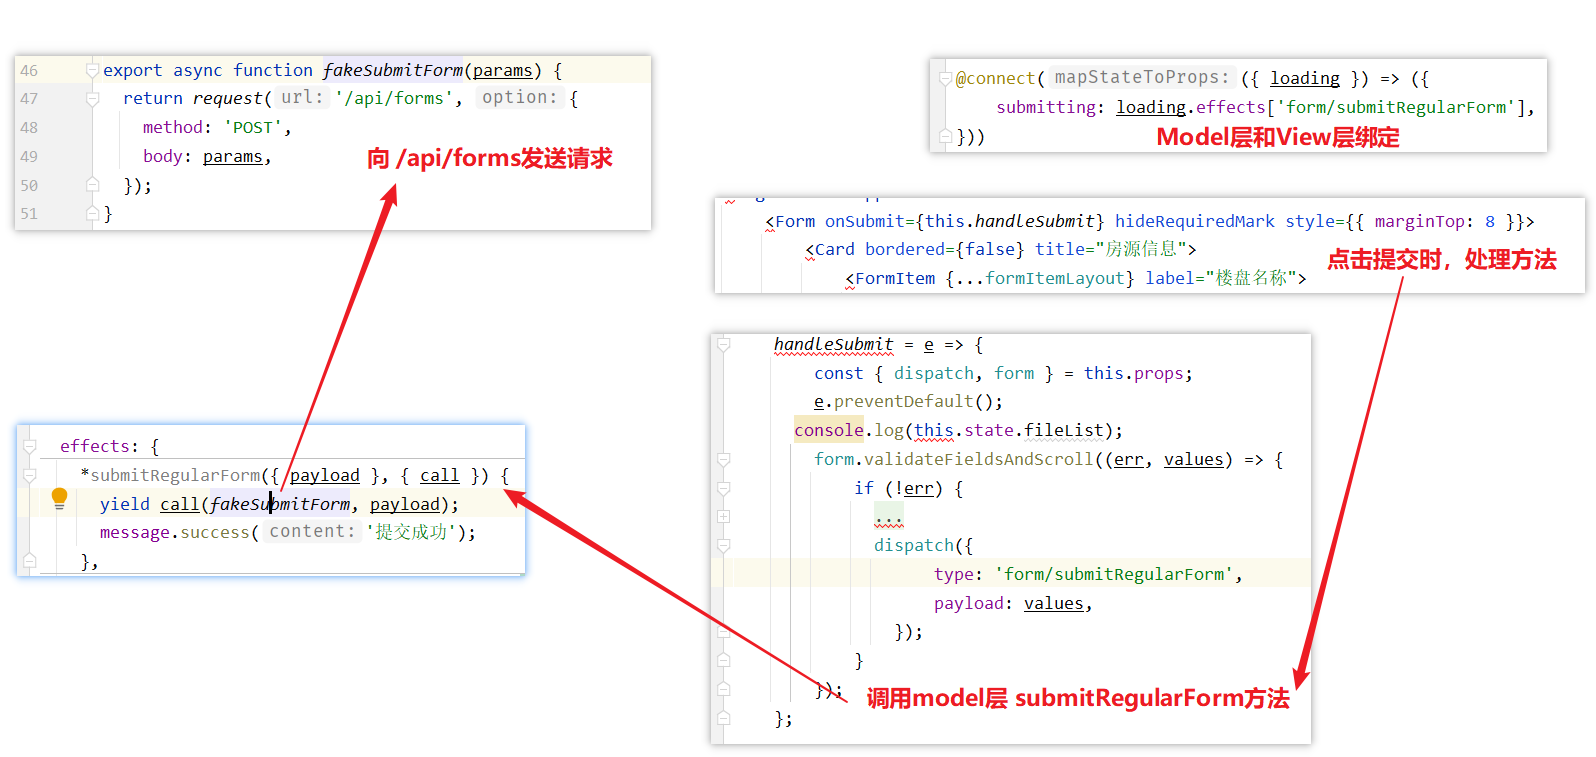 46 export async function fakeSubmitForm(params) {
47 return request( url: '/api/forms', option: {
48 method: 'POST',
49 body: params,
50 });
51 }
向 /api/forms发送请求
@connect( mapStateToProps: ({ loading }) => ({
submitting: loading.effects['form/submitRegularForm'],
}))
Model层和View层绑定
<Form onSubmit={this.handleSubmit} hideRequiredMark style={{ marginTop: 8 }}>
<Card bordered={false} title="房源信息">
<FormItem {...formItemLayout} label="楼盘名称">
点击提交时，处理方法
handleSubmit = e => {
const { dispatch, form } = this.props;
e.preventDefault();
console.log(this.state.fileList);
form.validateFieldsAndScroll((err, values) => {
if (!err) {
...
dispatch({
type: 'form/submitRegularForm',
payload: values,
});
}
});
};
调用model层 submitRegularForm方法
effects: {
*submitRegularForm({ payload }, { call }) {
yield call(fakeSubmitForm, payload);
message.success( content: '提交成功');
},